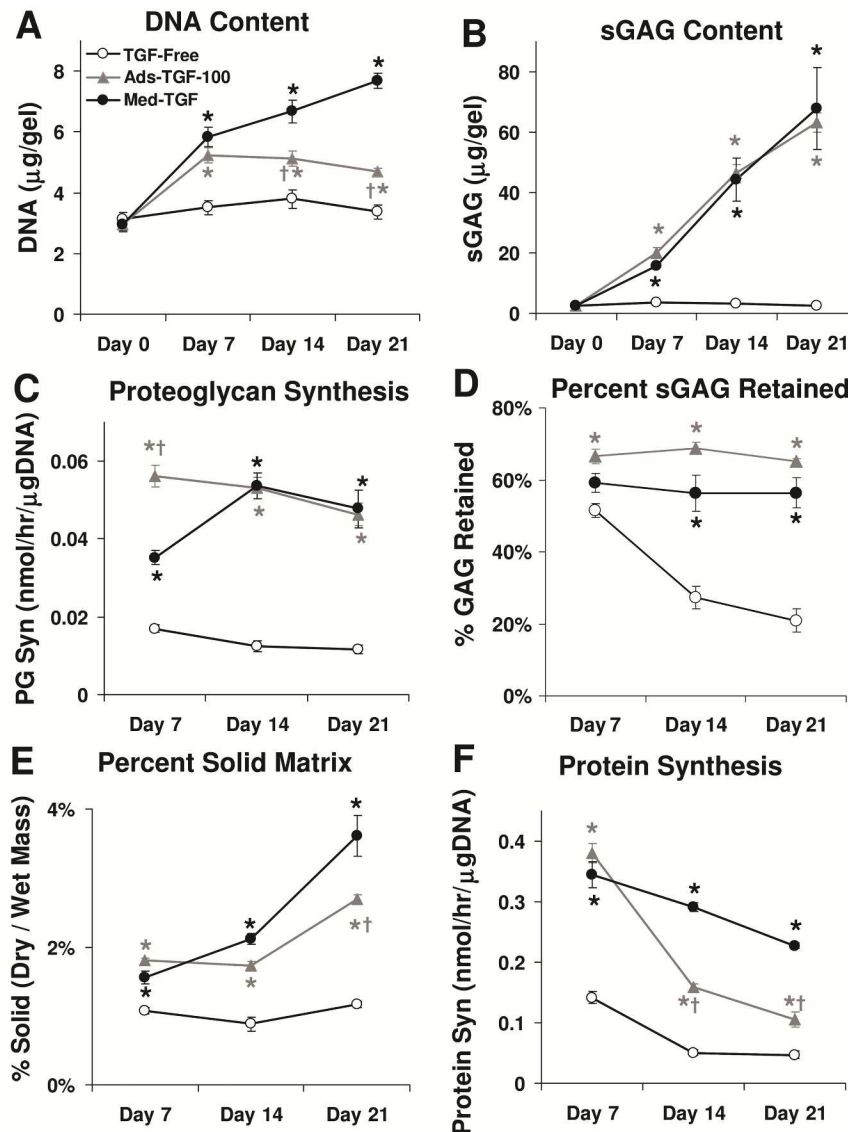 A DNA Content
TGF-Free
Ads-TGF-100
Med-TGF
DNA (μg/gel)
8
6
4
2
0
*
*
*
*
†*
†*
Day 0 Day 7 Day 14 Day 21
B sGAG Content
sGAG (μg/gel)
80
60
40
20
0
*
*
*
*
*
*
Day 0 Day 7 Day 14 Day 21
C Proteoglycan Synthesis
PG Syn (nmol/hr/μgDNA)
0.06
0.04
0.02
0
*†
*
*
*
*
*
Day 7 Day 14 Day 21
D Percent sGAG Retained
% GAG Retained
80%
60%
40%
20%
0%
*
*
*
*
*
Day 7 Day 14 Day 21
E Percent Solid Matrix
% Solid (Dry / Wet Mass)
4%
2%
0%
*
*
*
*
*
*†
Day 7 Day 14 Day 21
F Protein Synthesis
Protein Syn (nmol/hr/μgDNA)
0.4
0.3
0.2
0.1
0
*
*
*
*
*†
*†
Day 7 Day 14 Day 21